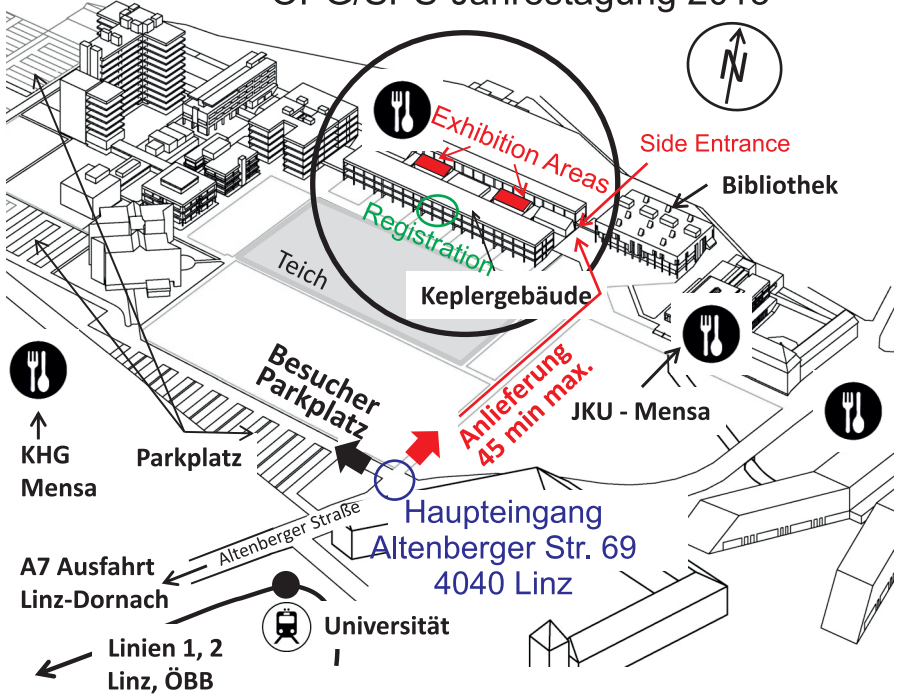 N
Exhibition Areas
Side Entrance
Bibliothek
Registration
Teich
Keplergebäude
Besucher
Parkplatz
Anlieferung
45 min max.
JKU - Mensa
KHG
Mensa
Parkplatz
Haupteingang
Altenberger Str. 69
4040 Linz
Altenberger Straße
A7 Ausfahrt
Linz-Dornach
Universität
Linien 1, 2
Linz, ÖBB